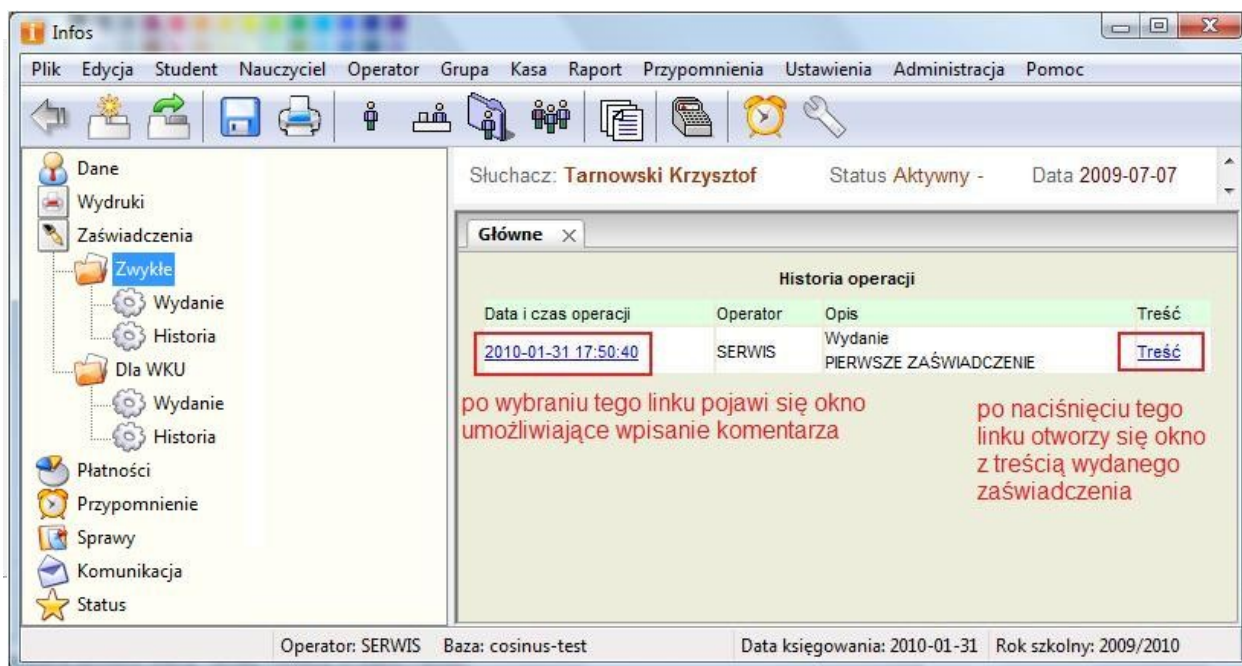 Infos
Plik Edycja Student Nauczyciel Operator Grupa Kasa Raport Przypomnienia Ustawienia Administracja Pomoc
Dane
Wydruki
Zaświadczenia
Zwykłe
Wydanie
Historia
Dla WKU
Wydanie
Historia
Płatności
Przypomnienie
Sprawy
Komunikacja
Status
Słuchacz: Tarnowski Krzysztof Status Aktywny - Data 2009-07-07
Główne
Historia operacji
Data i czas operacji Operator Opis Treść
2010-01-31 17:50:40 SERWIS Wydanie Treść
PIERWSZE ZAŚWIADCZENIE
po wybraniu tego linku pojawi się okno
umożliwiające wpisanie komentarza
po naciśnięciu tego
linku otworzy się okno
z treścią wydanego
zaświadczenia
Operator: SERWIS Baza: cosinus-test Data księgowania: 2010-01-31 Rok szkolny: 2009/2010